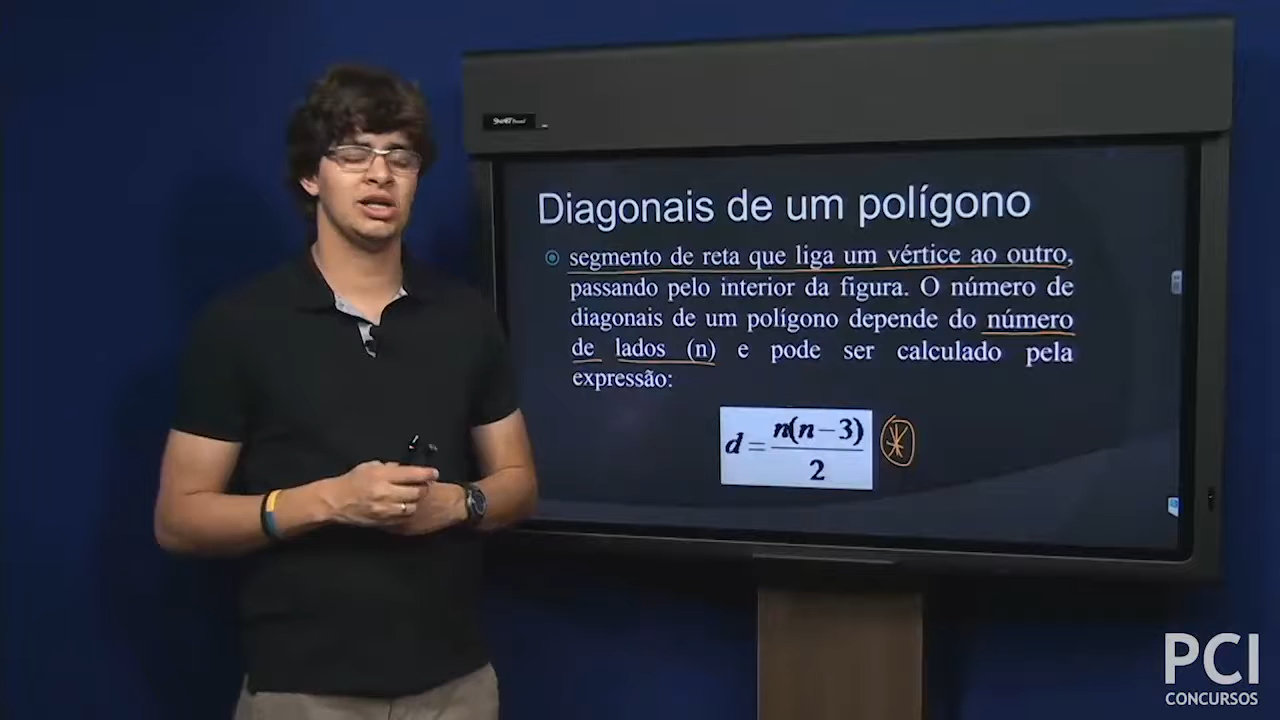 SMART Board
Diagonais de um polígono
segmento de reta que liga um vértice ao outro,
passando pelo interior da figura. O número de
diagonais de um polígono depende do número
de lados (n) e pode ser calculado pela
expressão:
d = n(n−3)/2
PCI
CONCURSOS